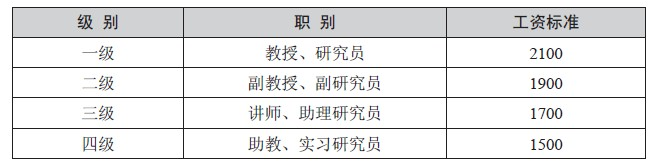 级 别 职 别 工资标准
一级 教授、研究员 2100
二级 副教授、副研究员 1900
三级 讲师、助理研究员 1700
四级 助教、实习研究员 1500